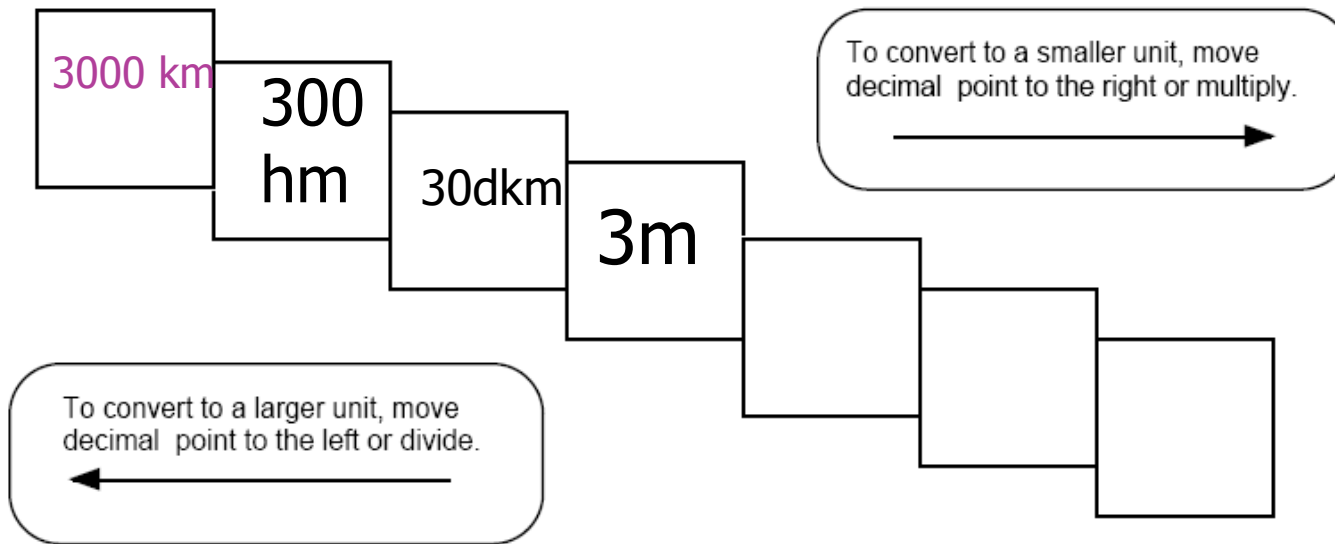 3000 km
300
hm
30dkm
3m
To convert to a smaller unit, move
decimal point to the right or multiply.
To convert to a larger unit, move
decimal point to the left or divide.